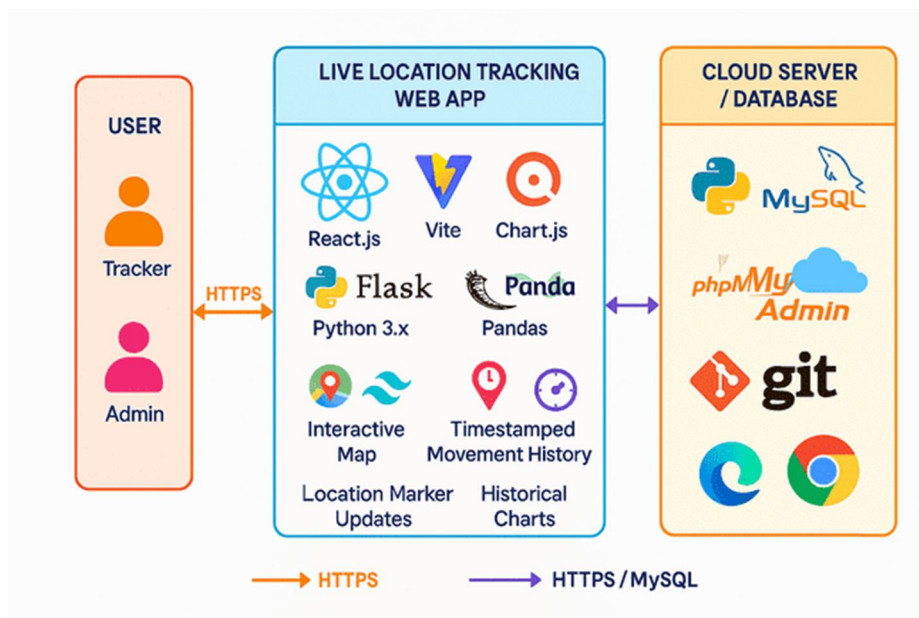 USER
Tracker
Admin
HTTPS
LIVE LOCATION TRACKING
WEB APP
React.js
Vite
Chart.js
Flask
Python 3.x
Panda
Pandas
Interactive
Map
Timestamped
Movement History
Location Marker
Updates
Historical
Charts
CLOUD SERVER
/ DATABASE
MySQL
phpMMy
Admin
git
HTTPS
HTTPS / MySQL